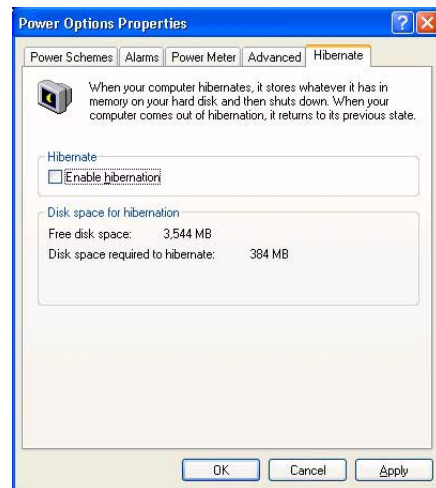 Power Options Properties
Power Schemes Alarms Power Meter Advanced Hibernate
When your computer hibernates, it stores whatever it has in
memory on your hard disk and then shuts down. When your
computer comes out of hibernation, it returns to its previous state.
Hibernate
Enable hibernation
Disk space for hibernation
Free disk space: 3,544 MB
Disk space required to hibernate: 384 MB
OK Cancel Apply